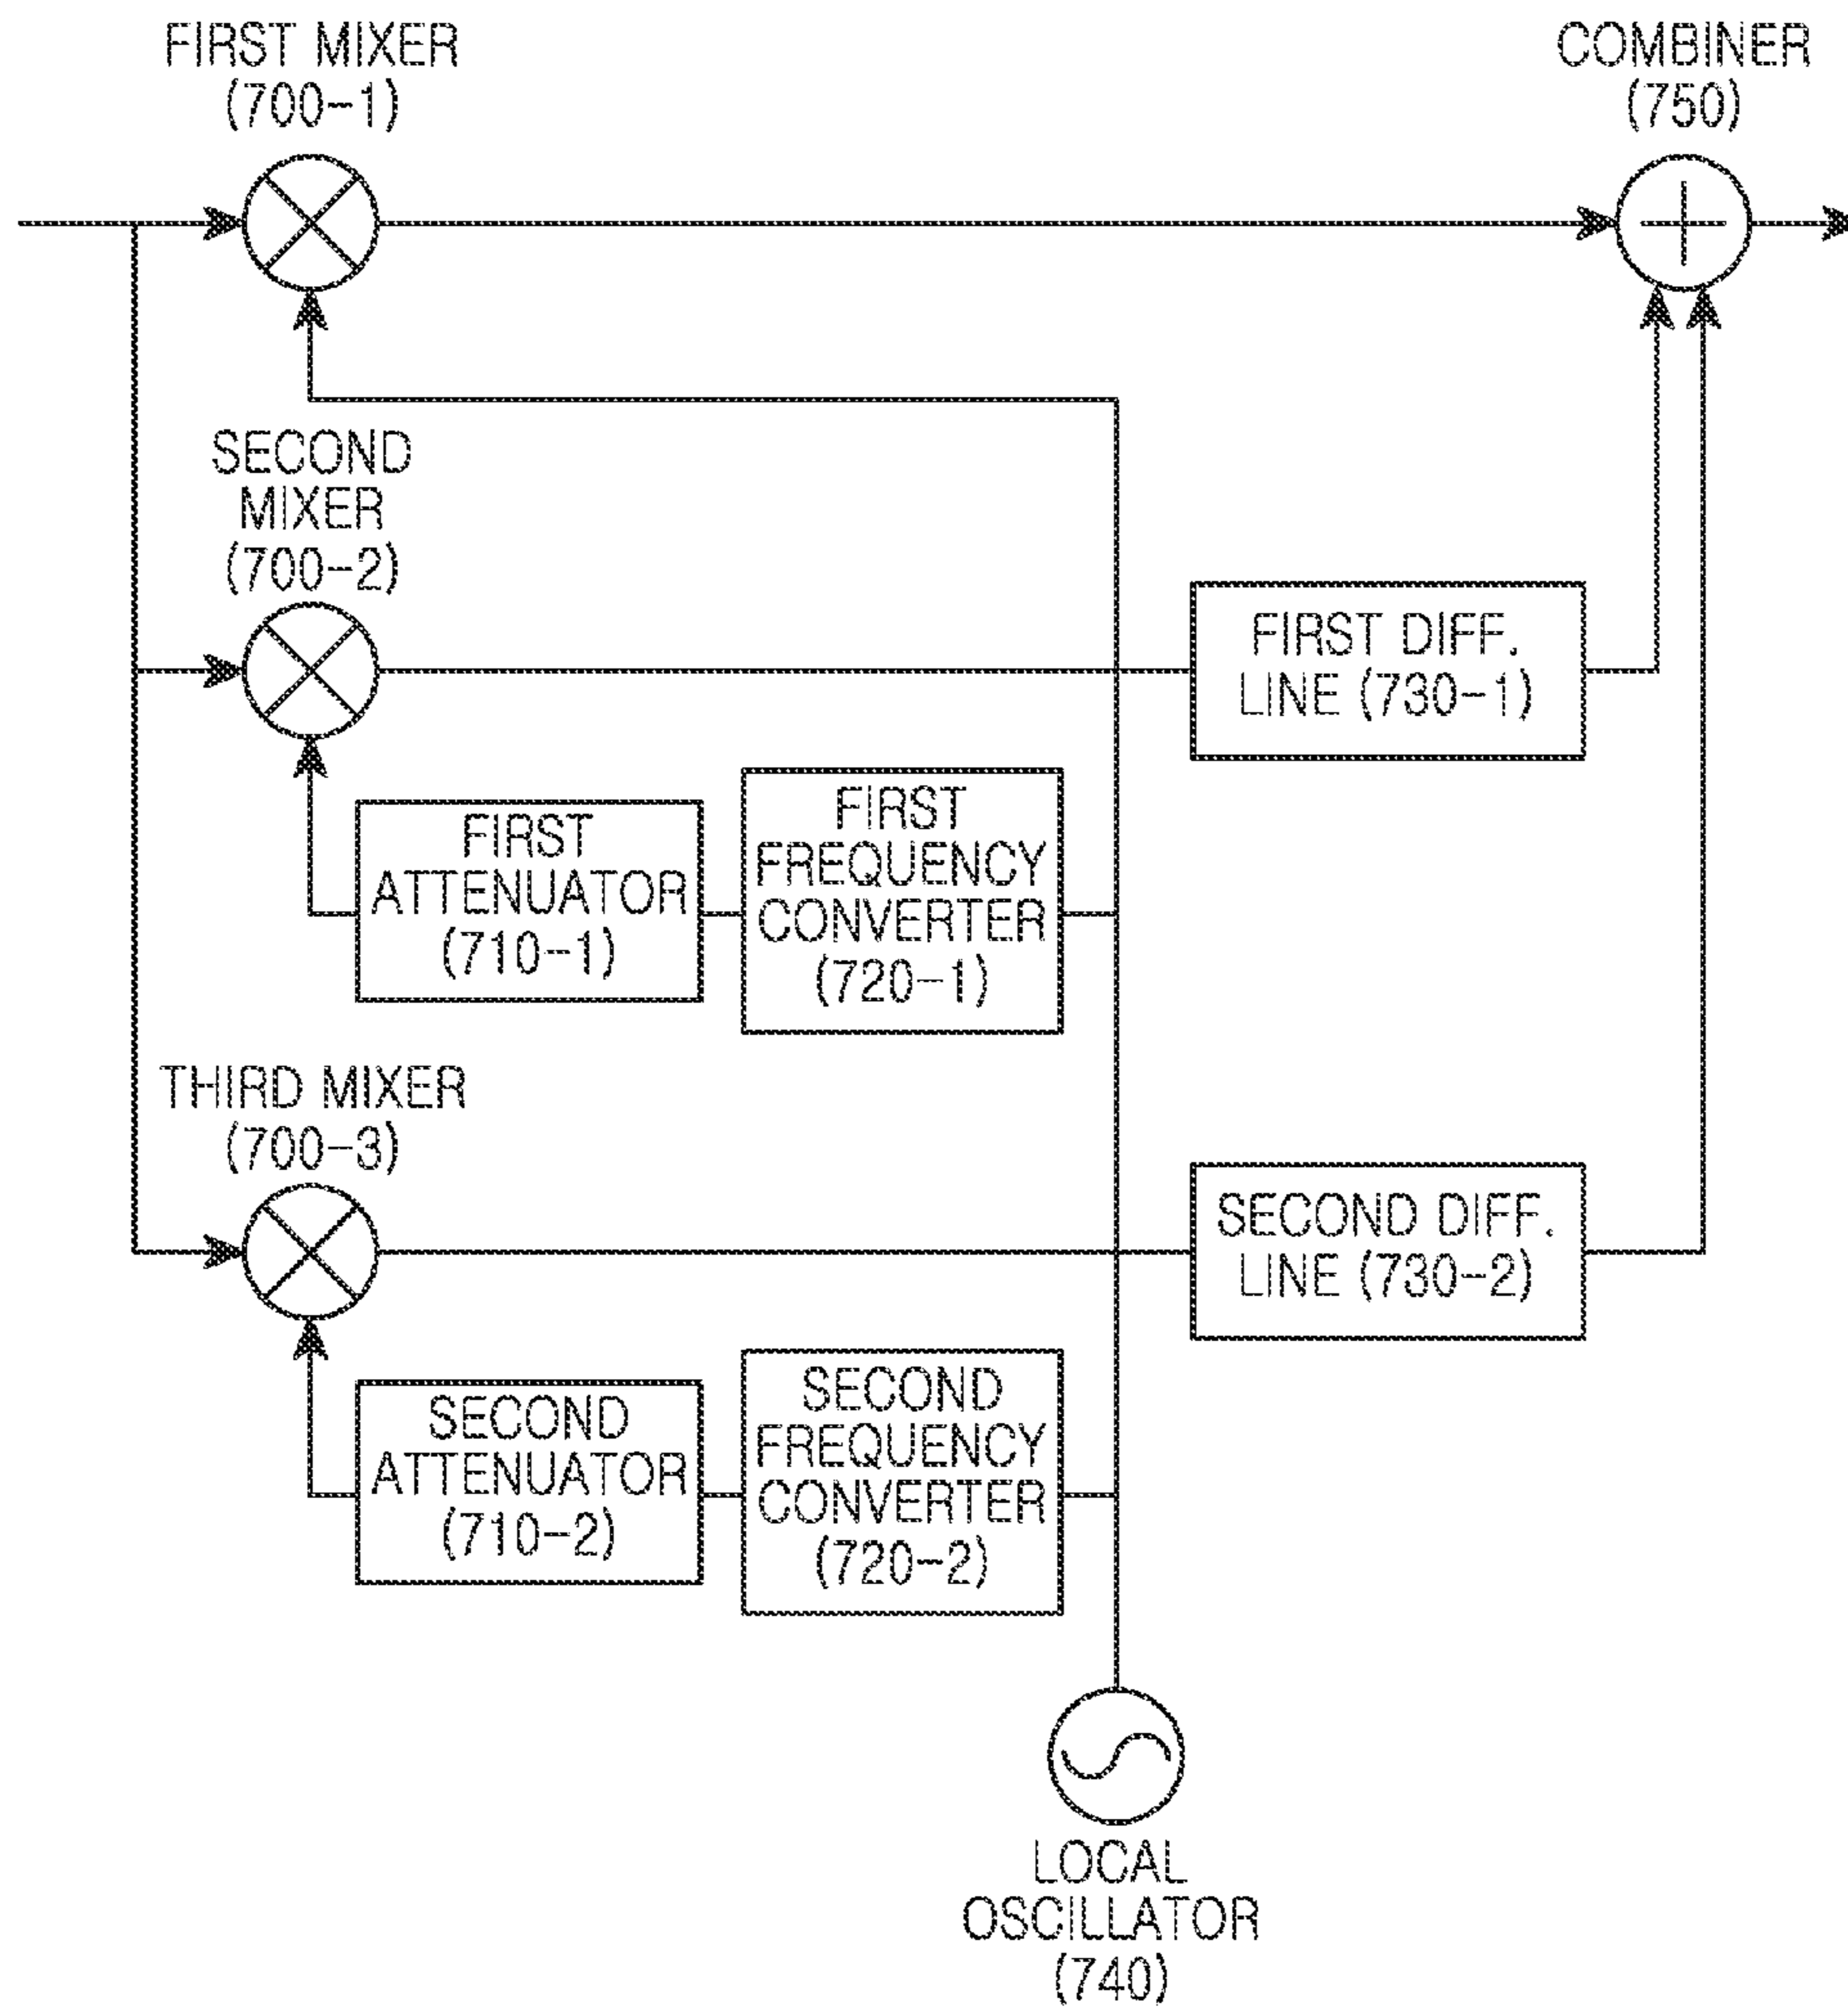 FIRST MIXER
(700-1)
COMBINER
(750)
SECOND
MIXER
(700-2)
FIRST DIFF.
LINE (730-1)
FIRST
ATTENUATOR
(710-1)
FIRST
FREQUENCY
CONVERTER
(720-1)
THIRD MIXER
(700-3)
SECOND DIFF.
LINE (730-2)
SECOND
ATTENUATOR
(710-2)
SECOND
FREQUENCY
CONVERTER
(720-2)
LOCAL
OSCILLATOR
(740)